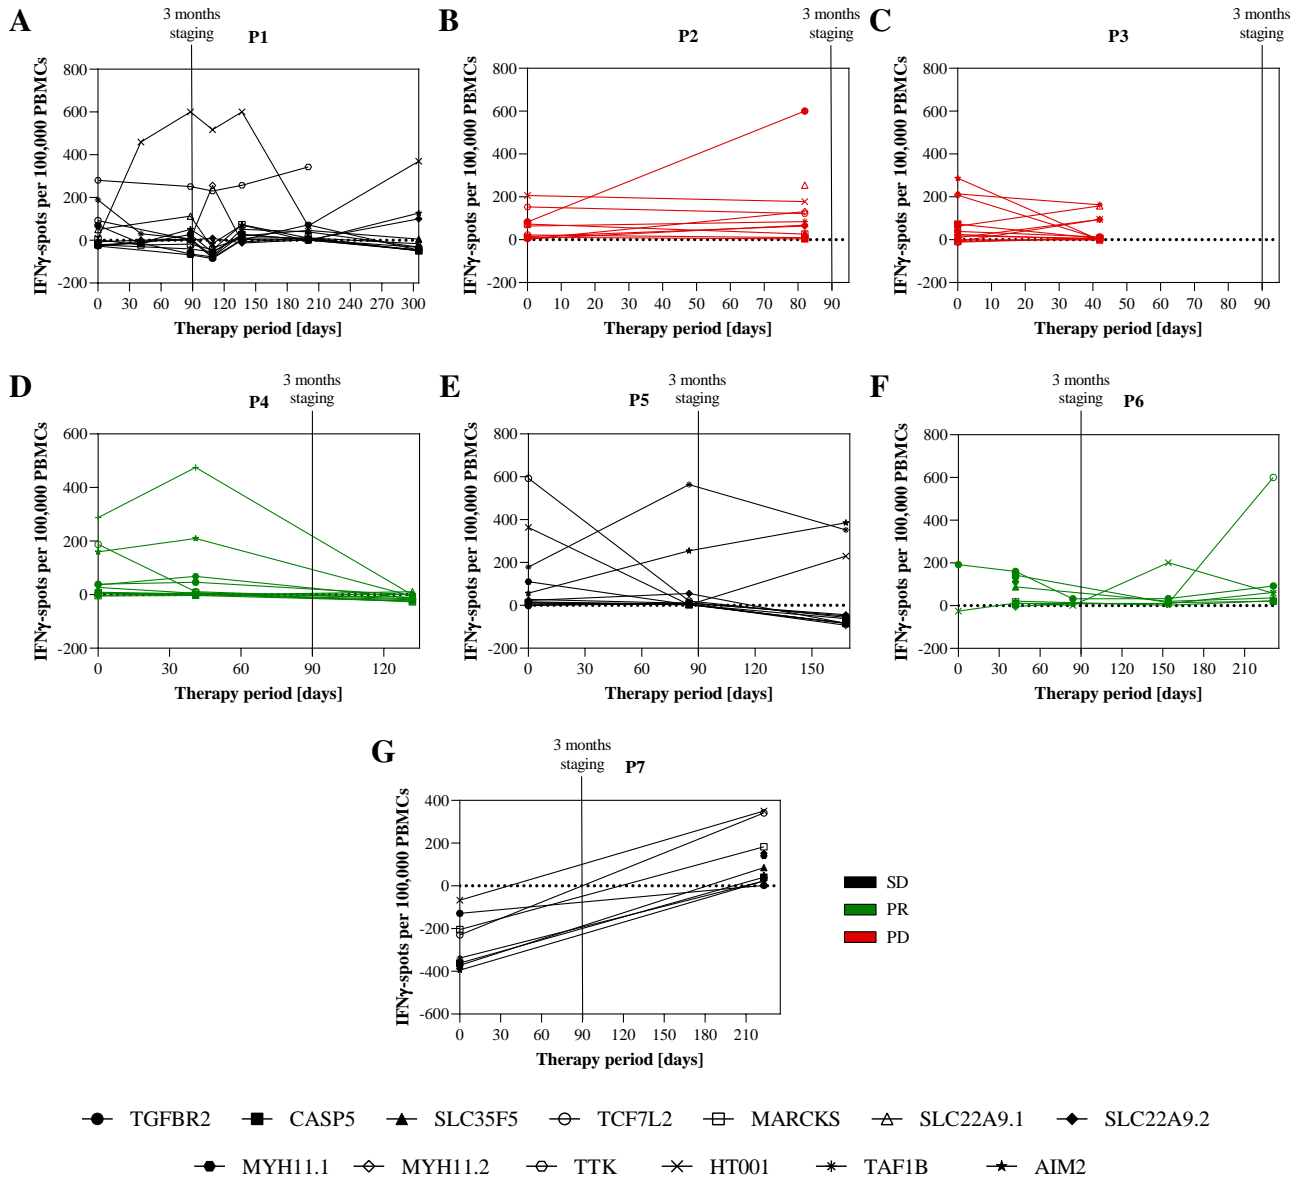 A
3 months
staging
P1
IFNγ-spots per 100,000 PBMCs
800
600
400
200
0
-200
0 30 60 90 120 150 180 210 240 270 300
Therapy period [days]
B
P2
3 months
staging
IFNγ-spots per 100,000 PBMCs
800
600
400
200
0
-200
0 10 20 30 40 50 60 70 80 90
Therapy period [days]
C
P3
3 months
staging
IFNγ-spots per 100,000 PBMCs
800
600
400
200
0
-200
0 10 20 30 40 50 60 70 80 90
Therapy period [days]
D
P4
3 months
staging
IFNγ-spots per 100,000 PBMCs
600
400
200
0
-200
0 30 60 90 120
Therapy period [days]
E
P5
3 months
staging
IFNγ-spots per 100,000 PBMCs
800
600
400
200
0
-200
0 30 60 90 120 150
Therapy period [days]
F
3 months
staging
P6
IFNγ-spots per 100,000 PBMCs
800
600
400
200
0
-200
0 30 60 90 120 150 180 210
Therapy period [days]
G
3 months
staging
P7
IFNγ-spots per 100,000 PBMCs
400
200
0
-200
-400
-600
0 30 60 90 120 150 180 210
Therapy period [days]
SD
PR
PD
TGFBR2 CASP5 SLC35F5 TCF7L2 MARCKS SLC22A9.1 SLC22A9.2
MYH11.1 MYH11.2 TTK HT001 TAF1B AIM2